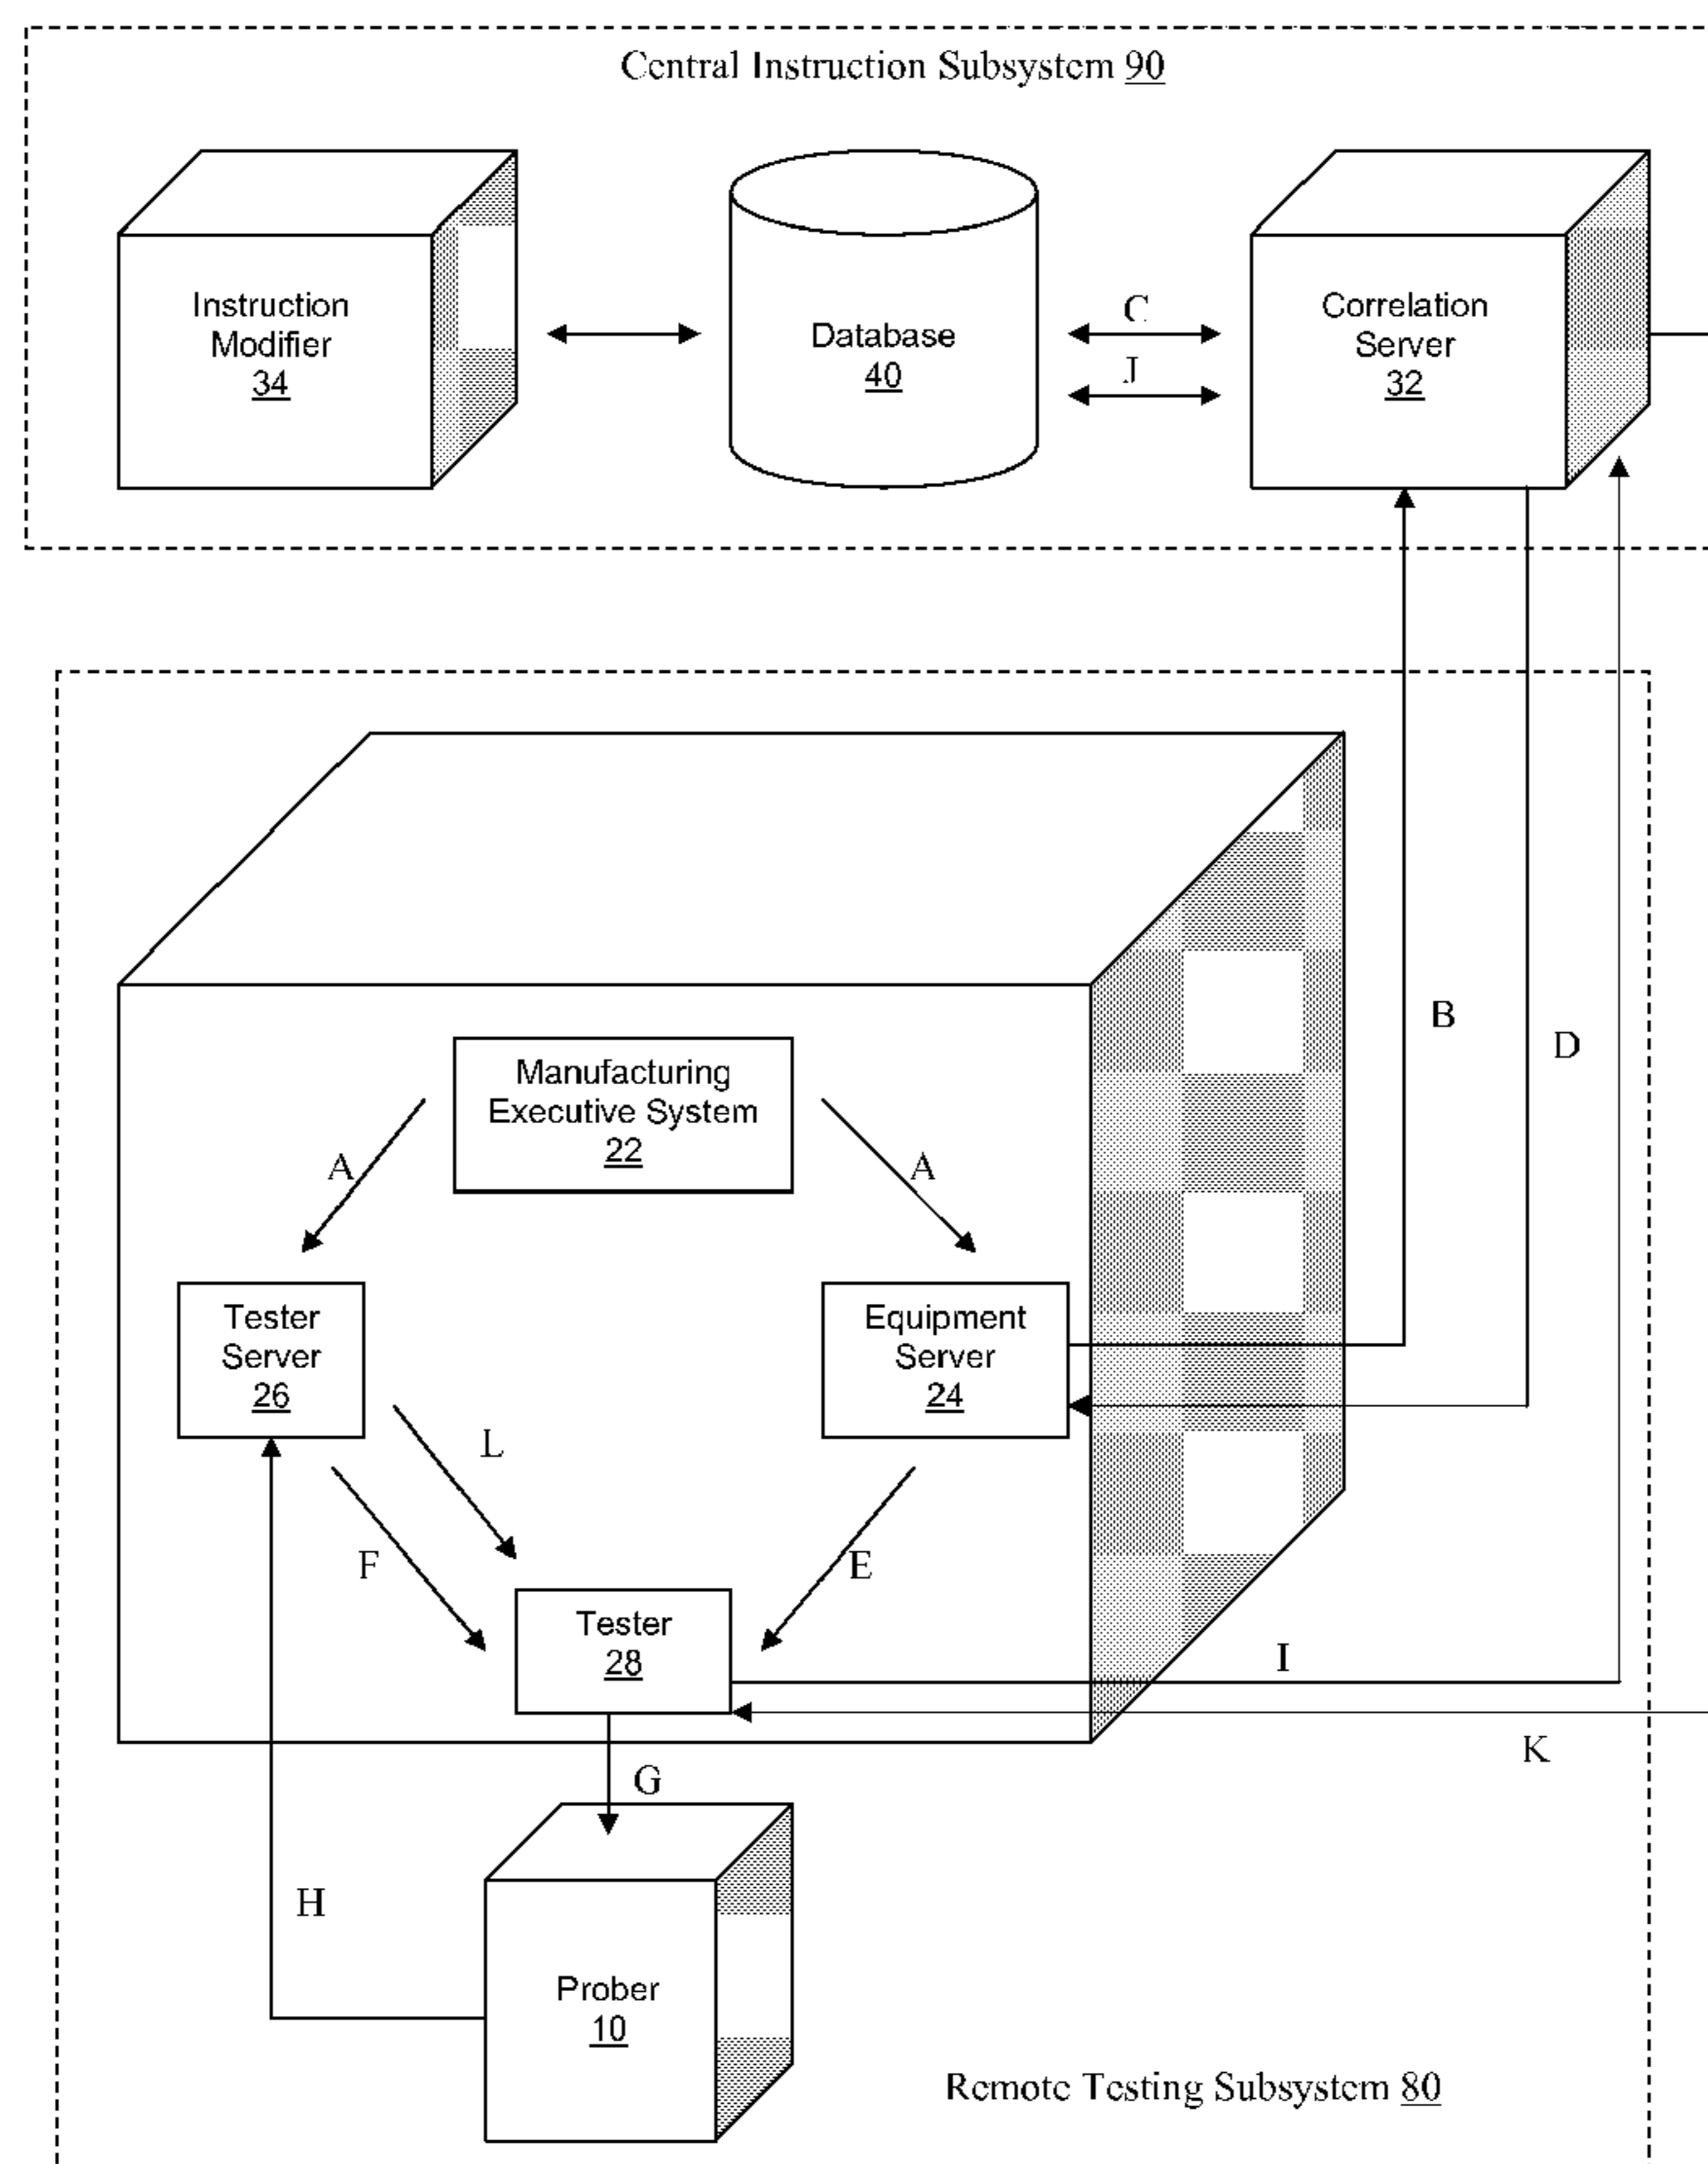 Central Instruction Subsystem 90
Instruction
Modifier
34
Database
40
C
J
Correlation
Server
32
B
D
Manufacturing
Executive System
22
A
A
Tester
Server
26
Equipment
Server
24
L
F
E
Tester
28
I
K
G
H
Prober
10
Remote Testing Subsystem 80